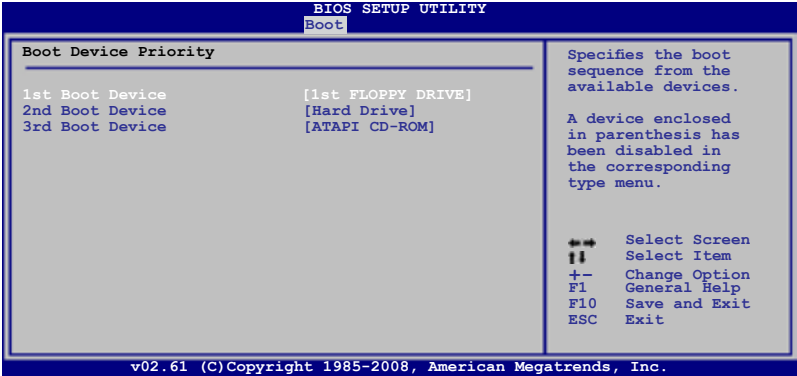 BIOS SETUP UTILITY
Boot
Boot Device Priority
1st Boot Device [1st FLOPPY DRIVE]
2nd Boot Device [Hard Drive]
3rd Boot Device [ATAPI CD-ROM]
Specifies the boot
sequence from the
available devices.
A device enclosed
in parenthesis has
been disabled in
the corresponding
type menu.
Select Screen
Select Item
+- Change Option
F1 General Help
F10 Save and Exit
ESC Exit
v02.61 (C)Copyright 1985-2008, American Megatrends, Inc.